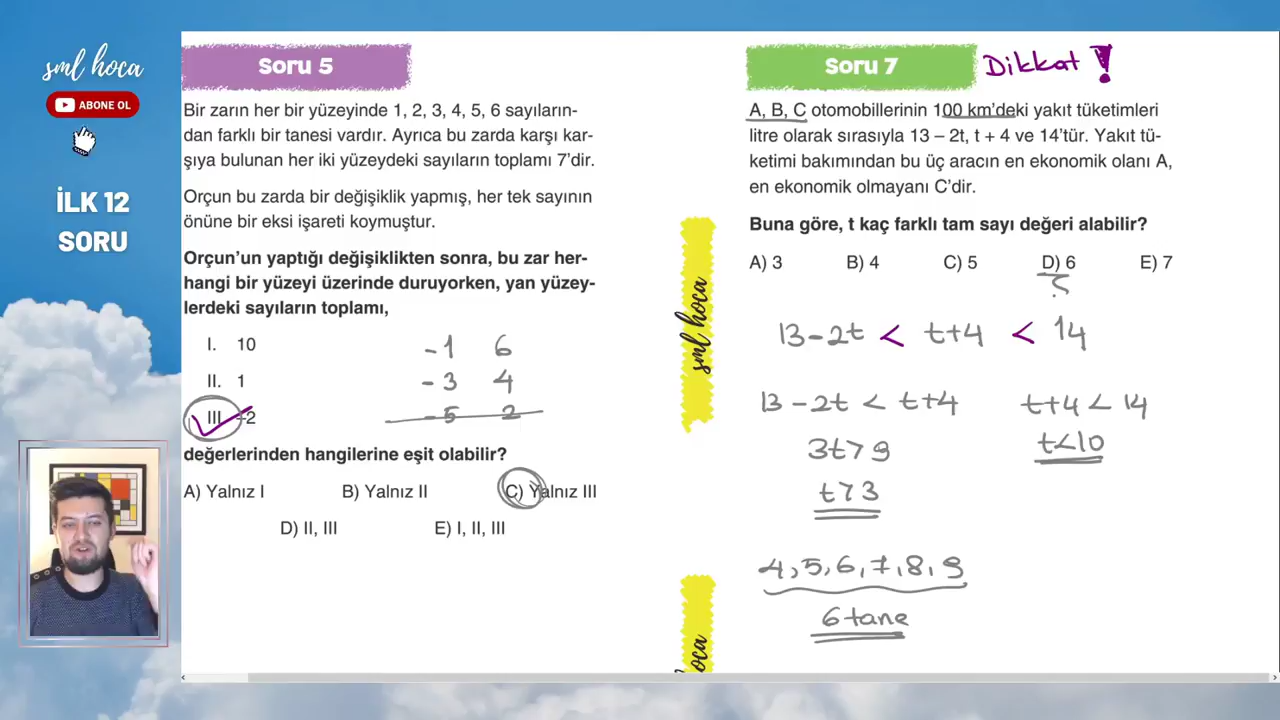 sml hoca
ABONE OL
İLK 12
SORU
Soru 5
Bir zarın her bir yüzeyinde 1, 2, 3, 4, 5, 6 sayıların-
dan farklı bir tanesi vardır. Ayrıca bu zarda karşı kar-
şıya bulunan her iki yüzeydeki sayıların toplamı 7'dir.
Orçun bu zarda bir değişiklik yapmış, her tek sayının
önüne bir eksi işareti koymuştur.
Orçun'un yaptığı değişiklikten sonra, bu zar her-
hangi bir yüzeyi üzerinde duruyorken, yan yüzey-
lerdeki sayıların toplamı,
I. 10
II. 1
III. -2
-1 6
-3 4
-5 2
değerlerinden hangilerine eşit olabilir?
A) Yalnız I B) Yalnız II C) Yalnız III
D) II, III E) I, II, III
sml hoca
oca
Soru 7
Dikkat !
A, B, C otomobillerinin 100 km'deki yakıt tüketimleri
litre olarak sırasıyla 13 – 2t, t + 4 ve 14'tür. Yakıt tü-
ketimi bakımından bu üç aracın en ekonomik olanı A,
en ekonomik olmayanı C'dir.
Buna göre, t kaç farklı tam sayı değeri alabilir?
A) 3 B) 4 C) 5 D) 6 E) 7
13-2t < t+4 < 14
13-2t < t+4
3t>9
t>3
t+4<14
t<10
4,5,6,7,8,9
6 tane